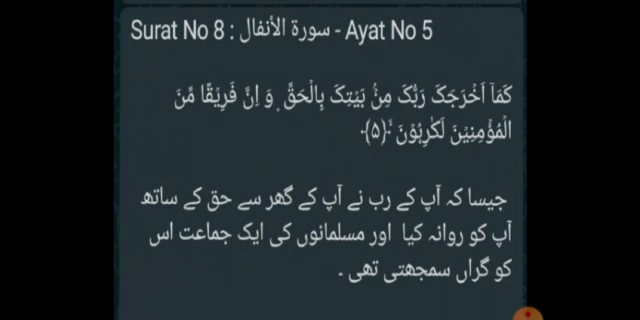 Surat No 8 : سورة الأنفال - Ayat No 5
کَمَاۤ اَخۡرَجَکَ رَبُّکَ مِنۡۢ بَیۡتِکَ بِالۡحَقِّ ۪ وَ اِنَّ فَرِیۡقًا مِّنَ
الۡمُؤۡمِنِیۡنَ لَکٰرِہُوۡنَ ۙ﴿۵﴾
جیسا کہ آپ کے رب نے آپ کے گھر سے حق کے ساتھ
آپ کو روانہ کیا اور مسلمانوں کی ایک جماعت اس
کو گراں سمجھتی تھی ۔